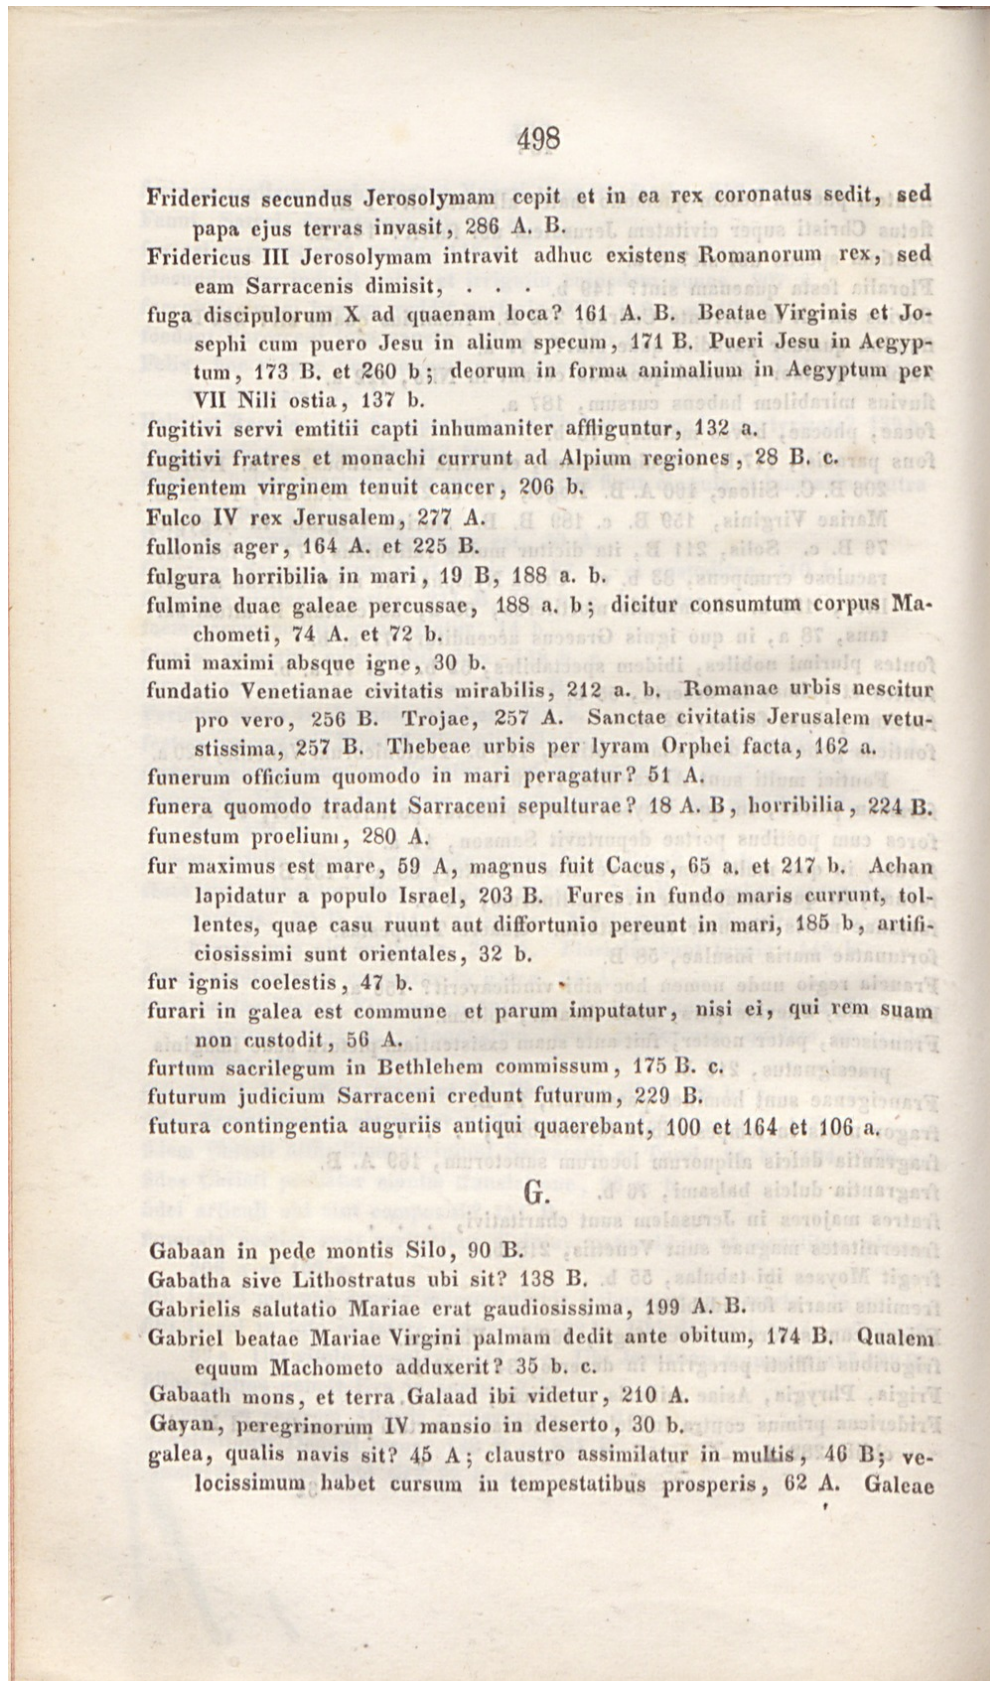 498
Fridericus secundus Jerosolymam cepit et in ea rex coronatus sedit, sed
papa ejus terras invasit, 286 A. B.
Fridericus III Jerosolymam intravit adhuc existens Romanorum rex, sed
eam Sarracenis dimisit, . . .
fuga discipulorum X ad quaenam loca? 161 A. B. Beatae Virginis et Jo-
sephi cum puero Jesu in alium specum, 171 B. Pueri Jesu in Aegyp-
tum, 173 B. et 260 b; deorum in forma animalium in Aegyptum per
VII Nili ostia, 137 b.
fugitivi servi emtitii capti inhumaniter affliguntur, 132 a.
fugitivi fratres et monachi currunt ad Alpium regiones, 28 B. c.
fugientem virginem tenuit cancer, 206 b.
Fulco IV rex Jerusalem, 277 A.
fullonis ager, 164 A. et 225 B.
fulgura horribilia in mari, 19 B, 188 a. b.
fulmine duae galeae percussae, 188 a. b; dicitur consumtum corpus Ma-
chometi, 74 A. et 72 b.
fumi maximi absque igne, 30 b.
fundatio Venetianae civitatis mirabilis, 212 a. b. Romanae urbis nescitur
pro vero, 256 B. Trojae, 257 A. Sanctae civitatis Jerusalem vetu-
stissima, 257 B. Thebeae urbis per lyram Orphei facta, 162 a.
funerum officium quomodo in mari peragatur? 51 A.
funera quomodo tradant Sarraceni sepulturae? 18 A. B, horribilia, 224 B.
funestum proelium, 280 A.
fur maximus est mare, 59 A, magnus fuit Cacus, 65 a. et 217 b. Achan
lapidatur a populo Israel, 203 B. Fures in fundo maris currunt, tol-
lentes, quae casu ruunt aut diffortunio pereunt in mari, 185 b, artifi-
ciosissimi sunt orientales, 32 b.
fur ignis coelestis, 47 b.
furari in galea est commune et parum imputatur, nisi ei, qui rem suam
non custodit, 56 A.
furtum sacrilegum in Bethlehem commissum, 175 B. c.
futurum judicium Sarraceni credunt futurum, 229 B.
futura contingentia auguriis antiqui quaerebant, 100 et 164 et 106 a.
G.
Gabaan in pede montis Silo, 90 B.
Gabatha sive Lithostratus ubi sit? 138 B.
Gabrielis salutatio Mariae erat gaudiosissima, 199 A. B.
Gabriel beatae Mariae Virgini palmam dedit ante obitum, 174 B. Qualem
equum Machometo adduxerit? 35 b. c.
Gabaath mons, et terra Galaad ibi videtur, 210 A.
Gayan, peregrinorum IV mansio in deserto, 30 b.
galea, qualis navis sit? 45 A; claustro assimilatur in multis, 46 B; ve-
locissimum habet cursum in tempestatibus prosperis, 62 A. Galeae